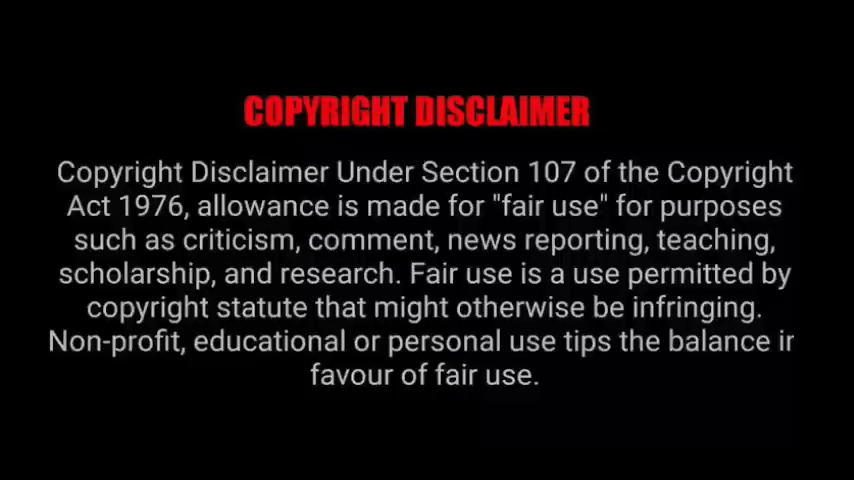 COPYRIGHT DISCLAIMER
Copyright Disclaimer Under Section 107 of the Copyright
Act 1976, allowance is made for "fair use" for purposes
such as criticism, comment, news reporting, teaching,
scholarship, and research. Fair use is a use permitted by
copyright statute that might otherwise be infringing.
Non-profit, educational or personal use tips the balance in
favour of fair use.